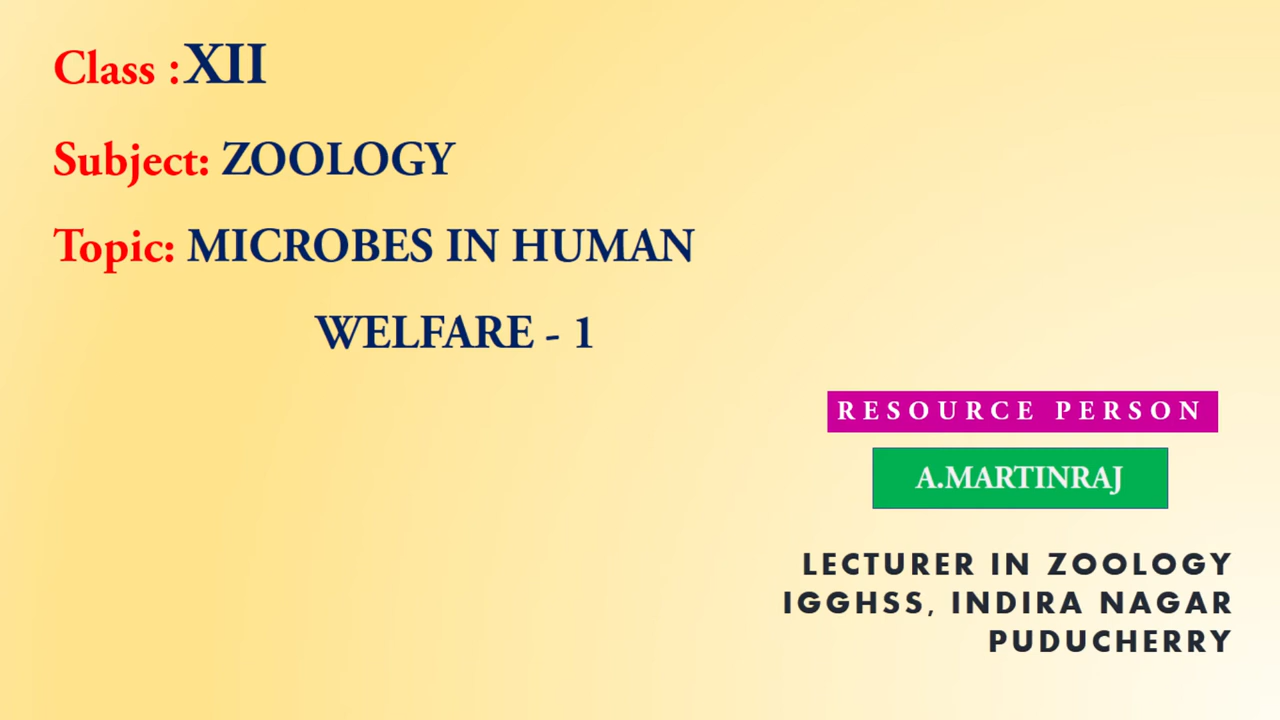 Class :XII
Subject: ZOOLOGY
Topic: MICROBES IN HUMAN
WELFARE - 1
RESOURCE PERSON
A.MARTINRAJ
LECTURER IN ZOOLOGY
IGGHSS, INDIRA NAGAR
PUDUCHERRY